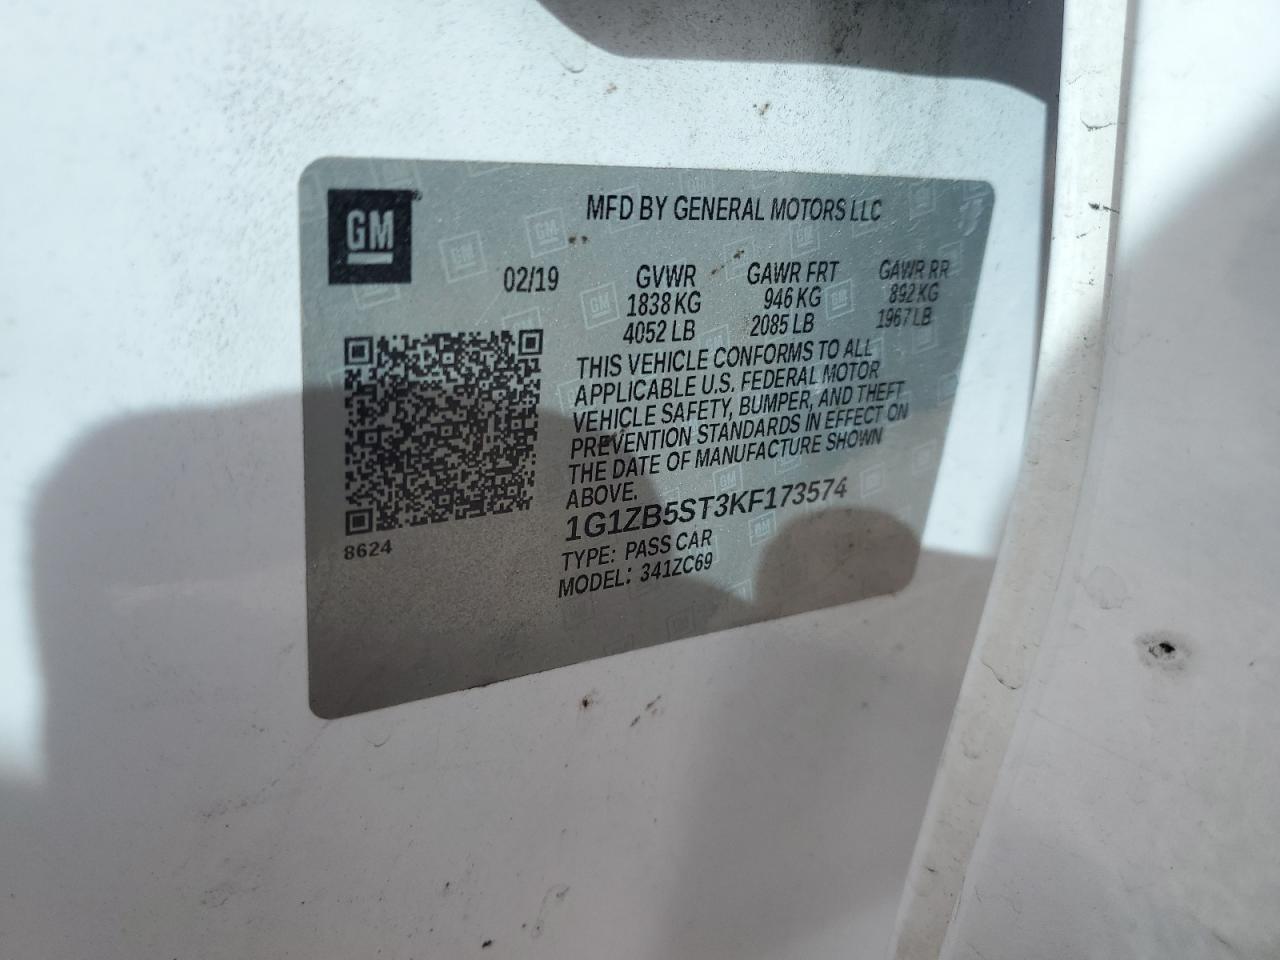 GM
MFD BY GENERAL MOTORS LLC
02/19 GVWR GAWR FRT GAWR RR
1838 KG 946 KG 892 KG
4052 LB 2085 LB 1967 LB
THIS VEHICLE CONFORMS TO ALL
APPLICABLE U.S. FEDERAL MOTOR
VEHICLE SAFETY, BUMPER, AND THEFT
PREVENTION STANDARDS IN EFFECT ON
THE DATE OF MANUFACTURE SHOWN
ABOVE.
1G1ZB5ST3KF173574
TYPE: PASS CAR
MODEL: 341ZC69
8624